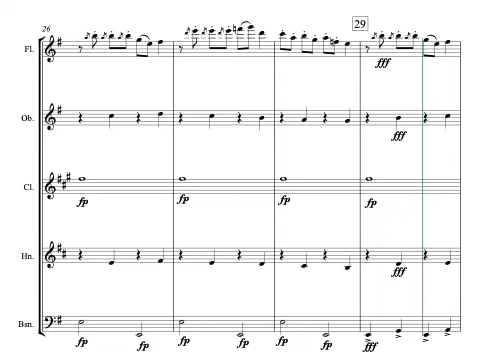 26
29
Fl.
fff
Ob.
fff
Cl.
fp fp fp fp
Hn.
fff
Bsn.
fp fp fp fp fp fp
fff